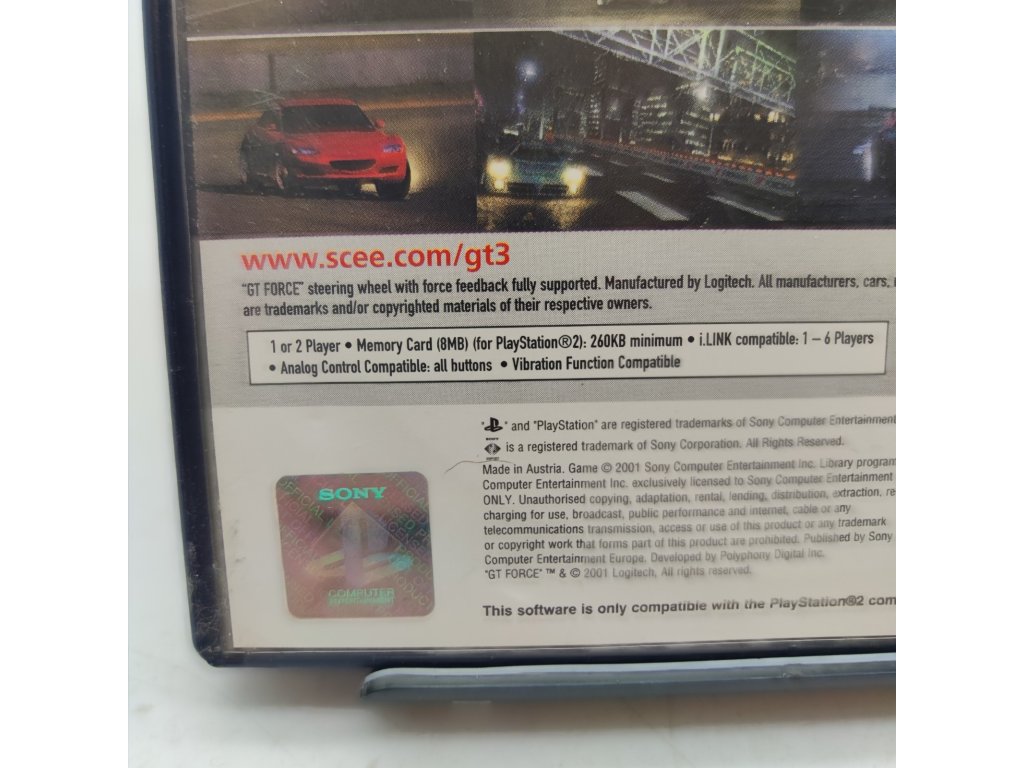 www.scee.com/gt3
"GT FORCE" steering wheel with force feedback fully supported. Manufactured by Logitech. All manufacturers, cars,
are trademarks and/or copyrighted materials of their respective owners.
1 or 2 Player • Memory Card (8MB) (for PlayStation®2): 260KB minimum • i.LINK compatible: 1 – 6 Players
• Analog Control Compatible: all buttons • Vibration Function Compatible
" " and "PlayStation" are registered trademarks of Sony Computer Entertainment
is a registered trademark of Sony Corporation. All Rights Reserved.
Made in Austria. Game © 2001 Sony Computer Entertainment Inc. Library program
Computer Entertainment Inc. exclusively licensed to Sony Computer Entertainment
ONLY. Unauthorised copying, adaptation, rental, lending, distribution, extraction, re
charging for use, broadcast, public performance and internet, cable or any
telecommunications transmission, access or use of this product or any trademark
or copyright work that forms part of this product are prohibited. Published by Sony
Computer Entertainment Europe. Developed by Polyphony Digital Inc.
"GT FORCE" ™ & © 2001 Logitech, All rights reserved.
This software is only compatible with the PlayStation®2 com
SONY
COMPUTER
ENTERTAINMENT